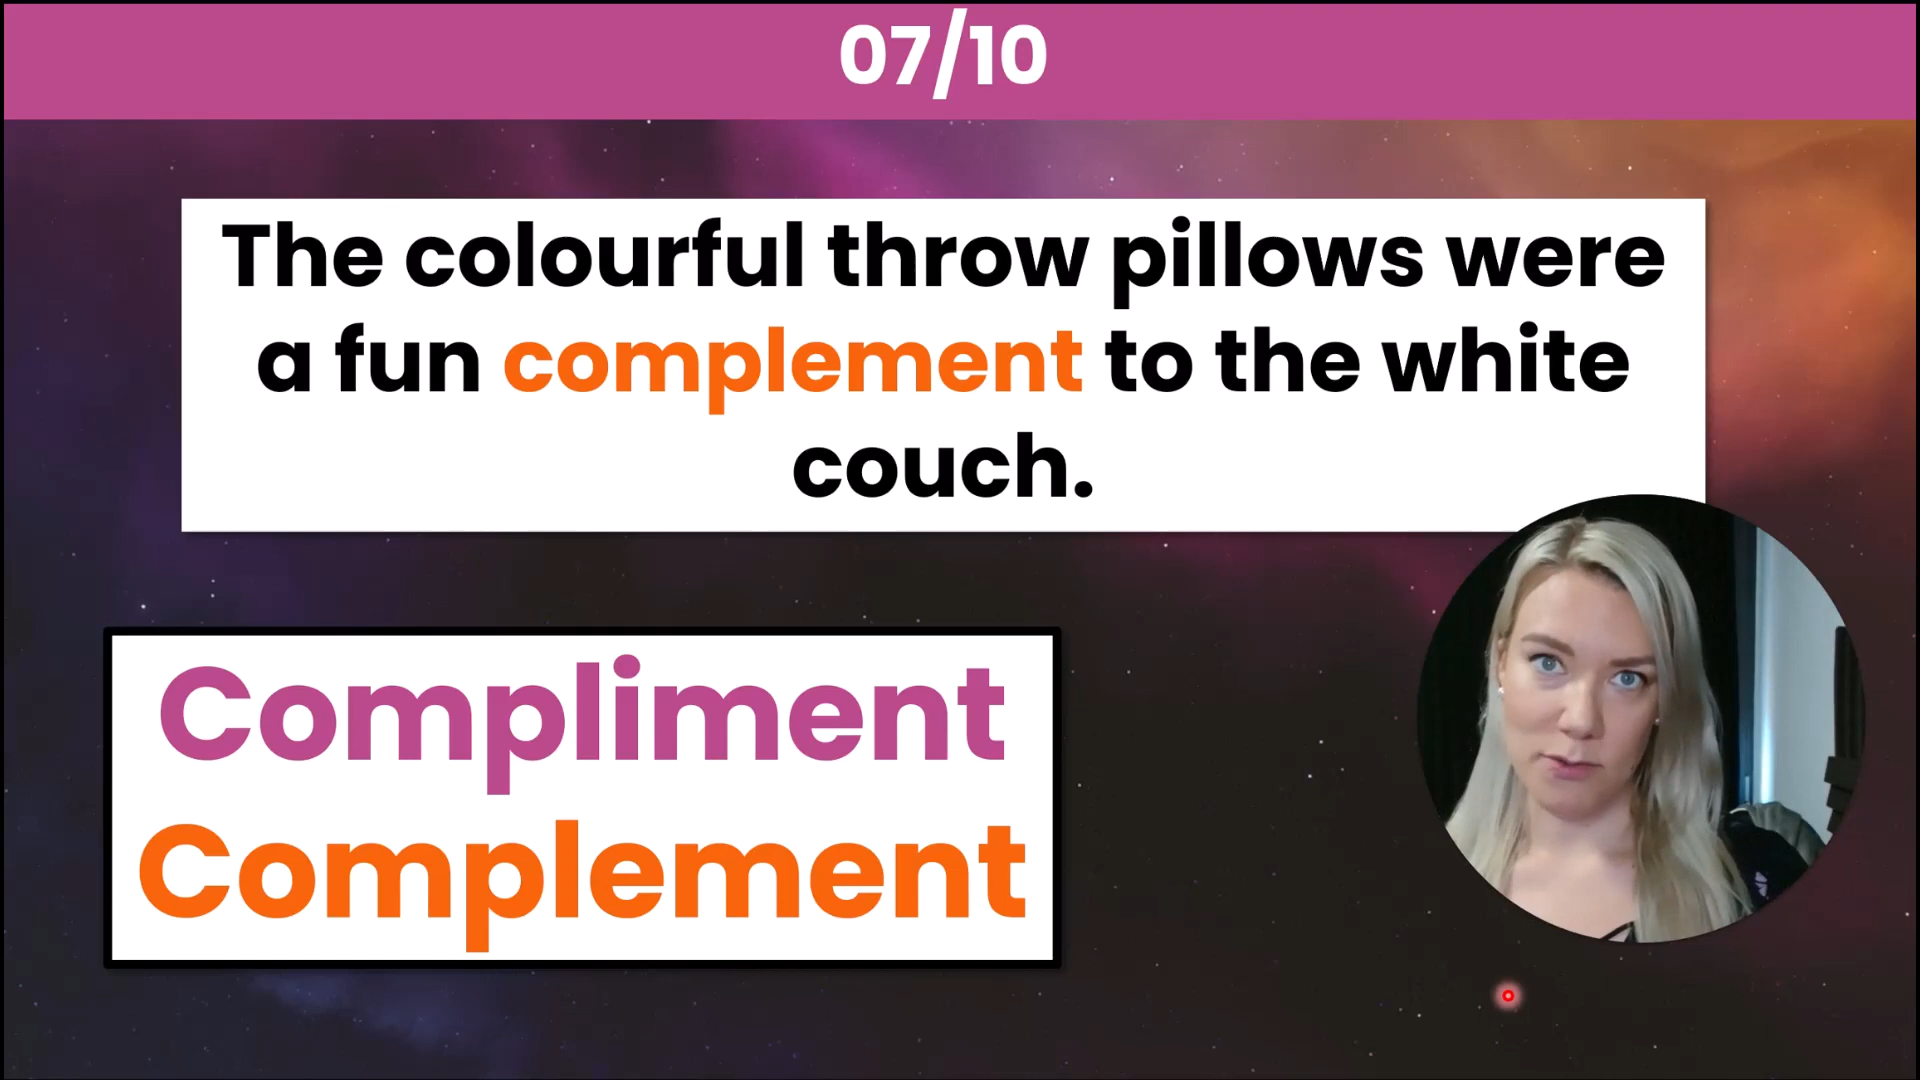 07/10
The colourful throw pillows were
a fun complement to the white
couch.
Compliment
Complement